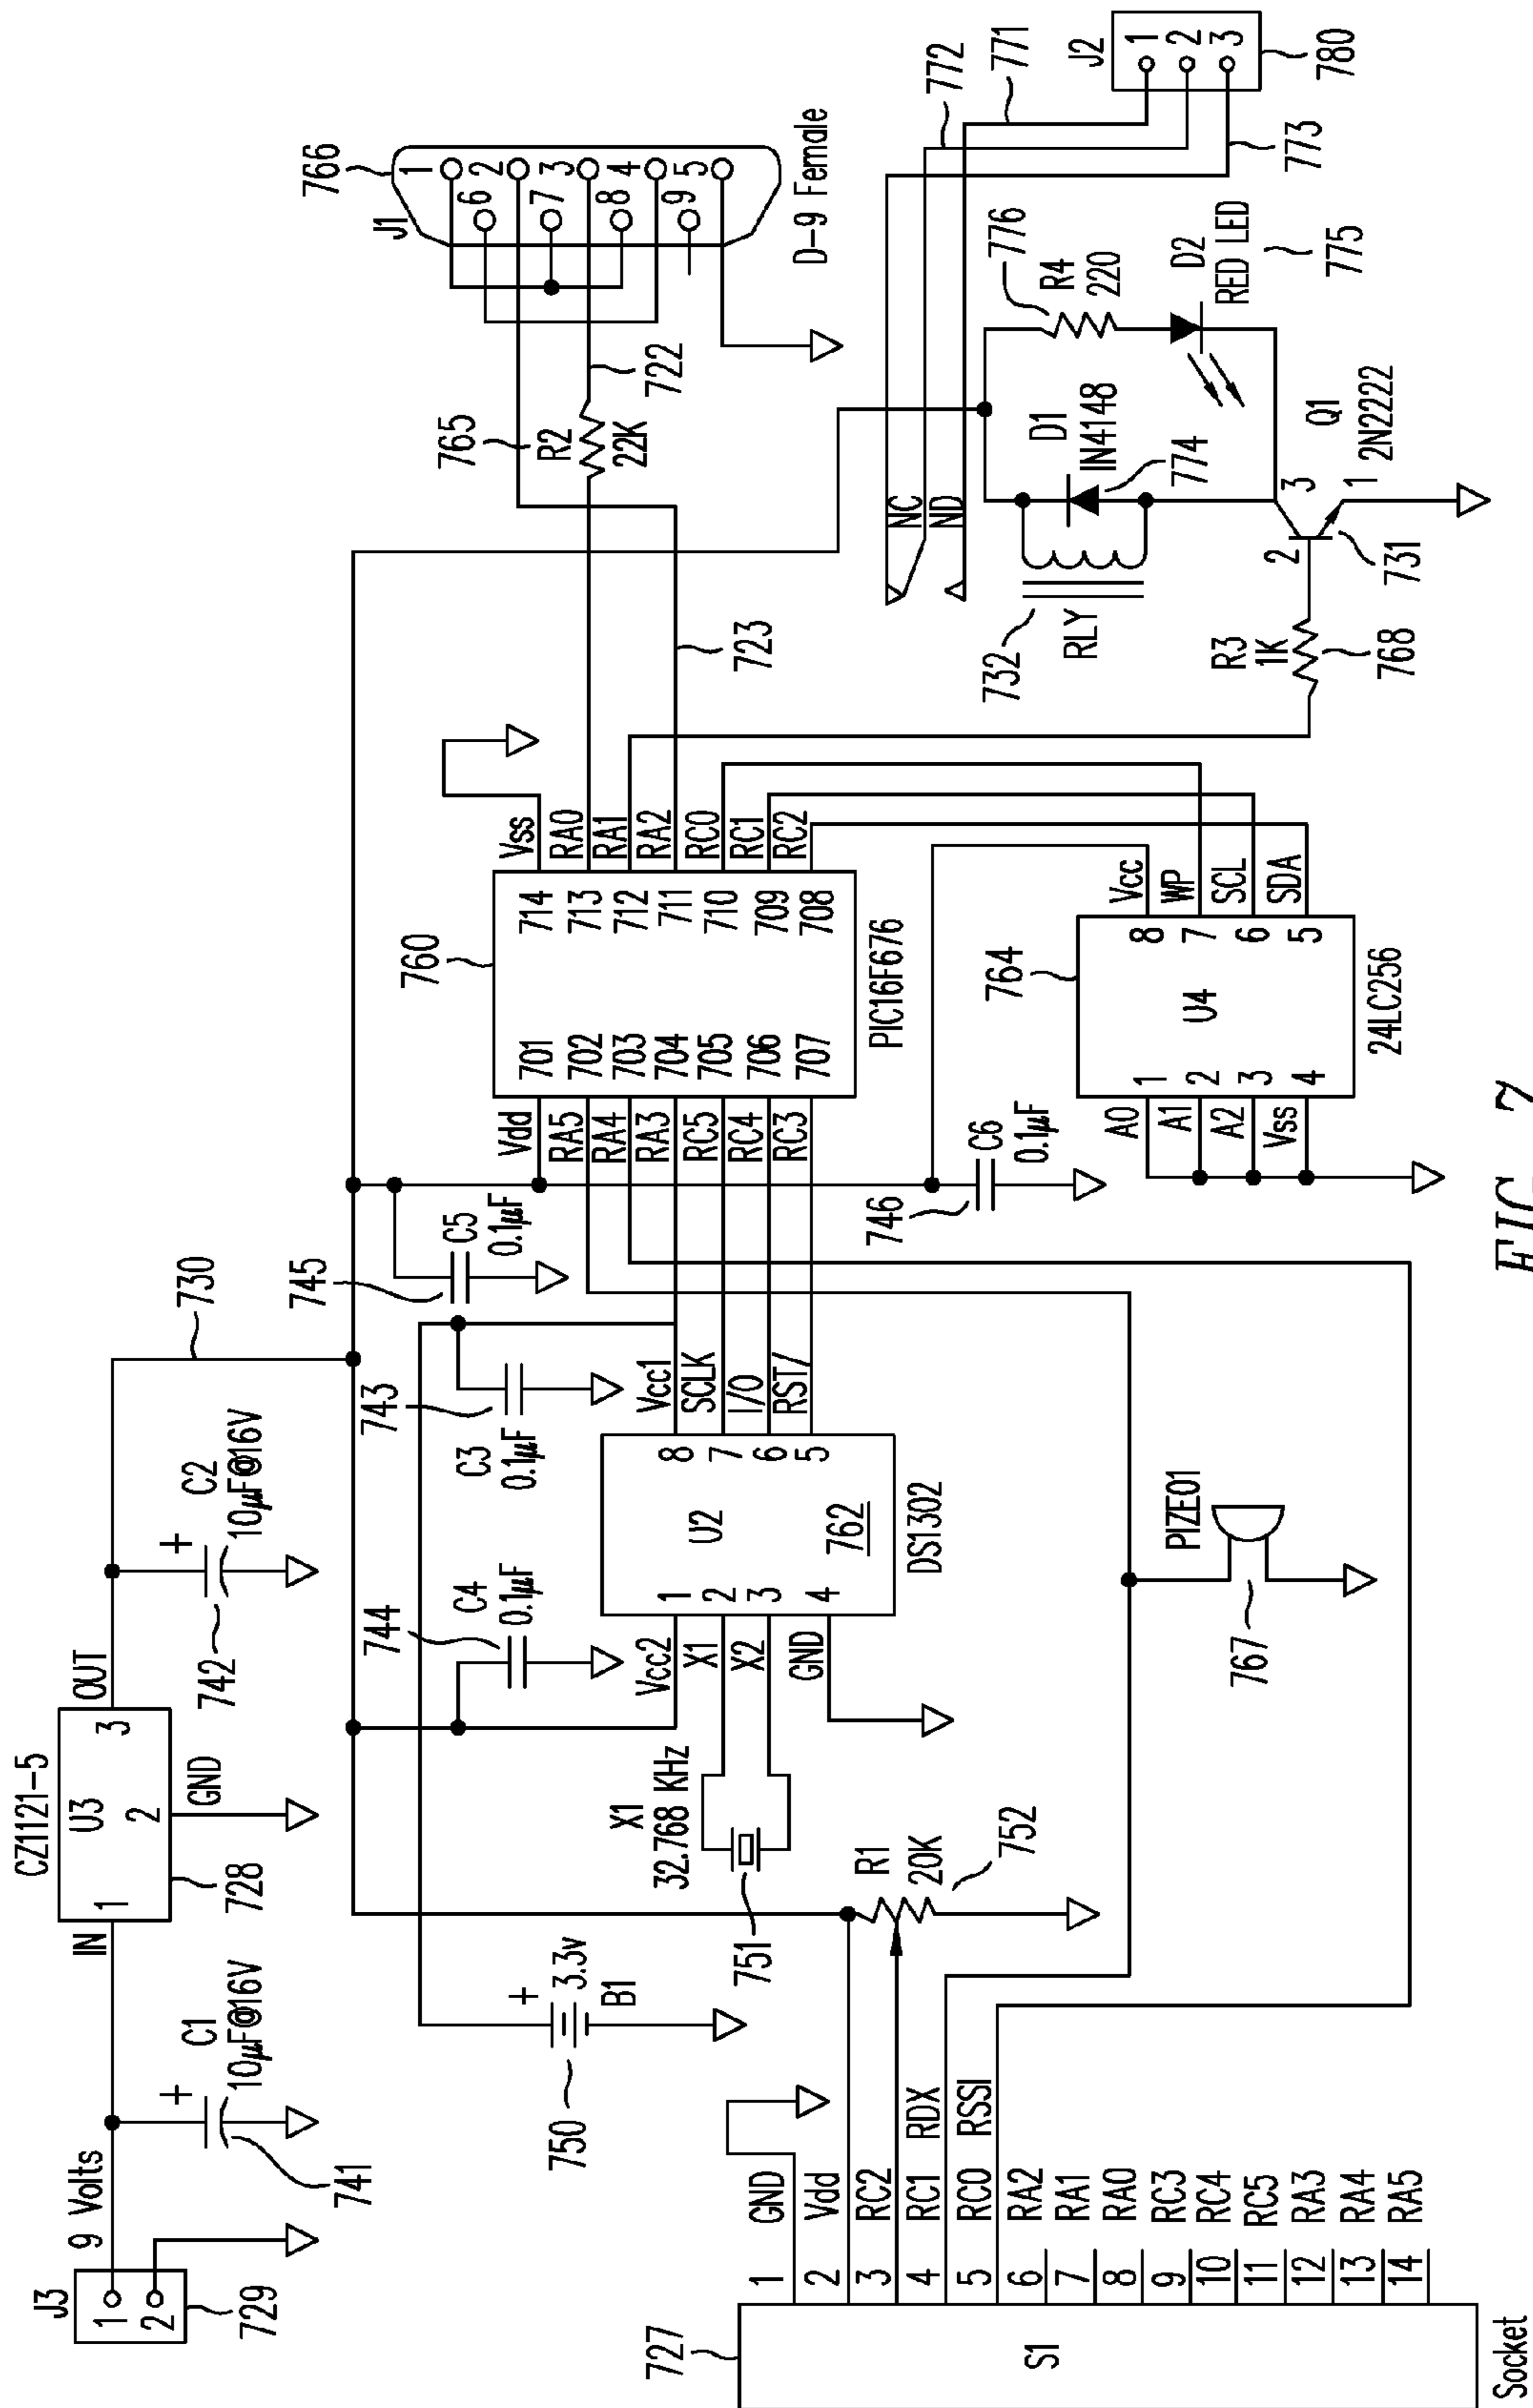 J3
1
2
729
9 Volts
C1
10µF@16V
+
741
CZ1121-5
IN
1
U3
2
3
OUT
GND
728
C2
10µF@16V
+
742
730
744
C4
0.1µF
743
C3
0.1µF
745
C5
0.1µF
750
+
3.3v
B1
X1
32.768 KHz
751
Vcc2
X1
X2
GND
1
2
3
4
U2
762
8
7
6
5
DS1302
Vcc1
SCLK
I/O
RST/
R1
20K
752
PIZE01
767
727
S1
Socket
1 GND
2 Vdd
3 RC2
4 RC1 RDX
5 RC0 RSSI
6 RA2
7 RA1
8 RA0
9 RC3
10 RC4
11 RC5
12 RA3
13 RA4
14 RA5
760
Vdd 701
RA5 702
RA4 703
RA3 704
RC5 705
RC4 706
RC3 707
714 Vss
713 RA0
712 RA1
711 RA2
710 RC0
709 RC1
708 RC2
PIC16F676
746
C6
0.1µF
764
A0 1
A1 2
A2 3
Vss 4
U4
8 Vcc
7 WP
6 SCL
5 SDA
24LC256
723
765
R2
22K
722
766
J1
1
2
3
4
5
6
7
8
9
D-9 Female
732
RLY
NC
ND
D1
IN4148
774
776
R4
220
D2
RED LED
775
R3
1K
768
2
3
1
Q1
2N2222
731
772
771
773
J2
1
2
3
780
FIG. 7